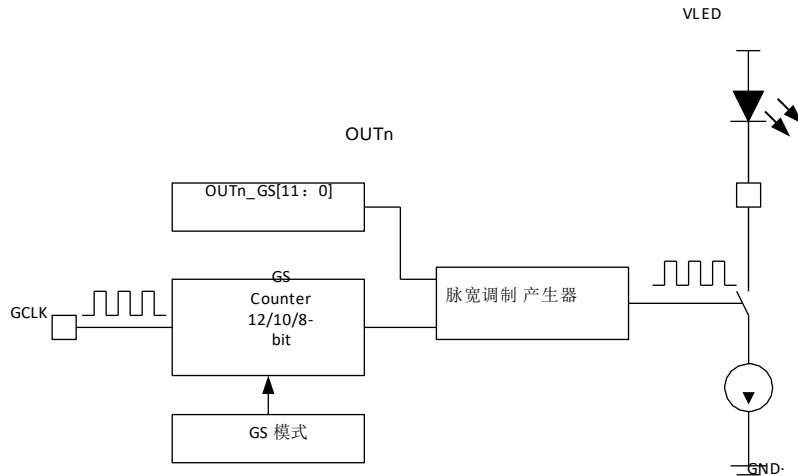 VLED
OUTn
OUTn_GS[11：0]
GS
Counter
12/10/8-
bit
脉宽调制 产生器
GCLK
GS 模式
GND·